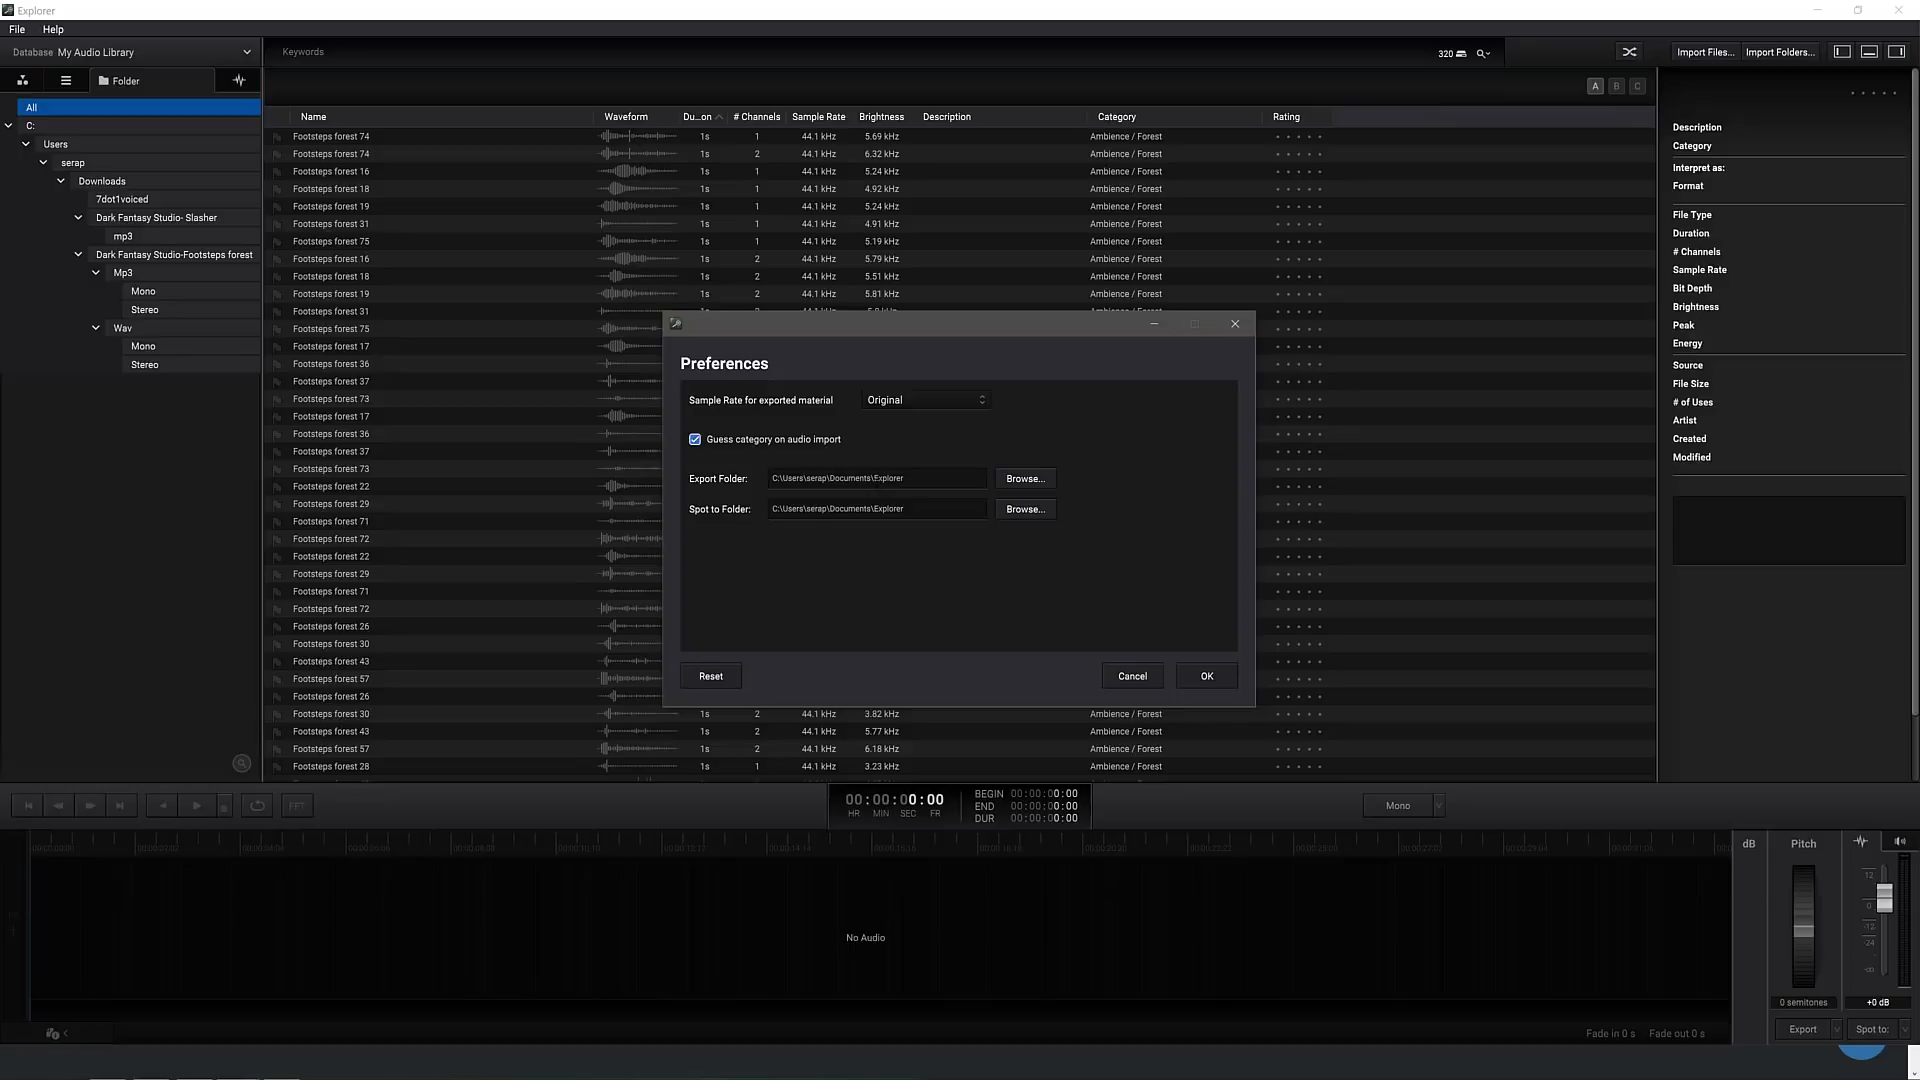 Explorer
File Help
Database My Audio Library
Keywords
320
Import Files... Import Folders...
Folder
A B C
All
C:
Users
serap
Downloads
7dot1voiced
Dark Fantasy Studio- Slasher
mp3
Dark Fantasy Studio-Footsteps forest
Mp3
Mono
Stereo
Wav
Mono
Stereo
Name Waveform Du...on # Channels Sample Rate Brightness Description Category Rating
Footsteps forest 74 1s 1 44.1 kHz 5.69 kHz Ambience / Forest
Footsteps forest 74 1s 2 44.1 kHz 6.32 kHz Ambience / Forest
Footsteps forest 16 1s 1 44.1 kHz 5.24 kHz Ambience / Forest
Footsteps forest 18 1s 1 44.1 kHz 4.92 kHz Ambience / Forest
Footsteps forest 19 1s 1 44.1 kHz 5.24 kHz Ambience / Forest
Footsteps forest 31 1s 1 44.1 kHz 4.91 kHz Ambience / Forest
Footsteps forest 75 1s 1 44.1 kHz 5.19 kHz Ambience / Forest
Footsteps forest 16 1s 2 44.1 kHz 5.79 kHz Ambience / Forest
Footsteps forest 18 1s 2 44.1 kHz 5.51 kHz Ambience / Forest
Footsteps forest 19 1s 2 44.1 kHz 5.81 kHz Ambience / Forest
Footsteps forest 31
Footsteps forest 75
Footsteps forest 17
Footsteps forest 36
Footsteps forest 37
Footsteps forest 73
Footsteps forest 17
Footsteps forest 36
Footsteps forest 37
Footsteps forest 73
Footsteps forest 22
Footsteps forest 29
Footsteps forest 71
Footsteps forest 72
Footsteps forest 22
Footsteps forest 29
Footsteps forest 71
Footsteps forest 72
Footsteps forest 26
Footsteps forest 30
Footsteps forest 43
Footsteps forest 57
Footsteps forest 26
Footsteps forest 30 1s 2 44.1 kHz 3.82 kHz Ambience / Forest
Footsteps forest 43 1s 2 44.1 kHz 5.77 kHz Ambience / Forest
Footsteps forest 57 1s 2 44.1 kHz 6.18 kHz Ambience / Forest
Footsteps forest 28 1s 1 44.1 kHz 3.23 kHz Ambience / Forest
Preferences
Sample Rate for exported material Original
Guess category on audio import
Export Folder: C:\Users\serap\Documents\Explorer Browse...
Spot to Folder: C:\Users\serap\Documents\Explorer Browse...
Reset Cancel OK
Description
Category
Interpret as:
Format
File Type
Duration
# Channels
Sample Rate
Bit Depth
Brightness
Peak
Energy
Source
File Size
# of Uses
Artist
Created
Modified
FFT
00:00:00:00
HR MIN SEC FR
BEGIN 00:00:00:00
END 00:00:00:00
DUR 00:00:00:00
Mono
dB Pitch
12
0
-12
-24
-∞
No Audio
0 semitones +0 dB
Fade in 0 s Fade out 0 s
Export Spot to: